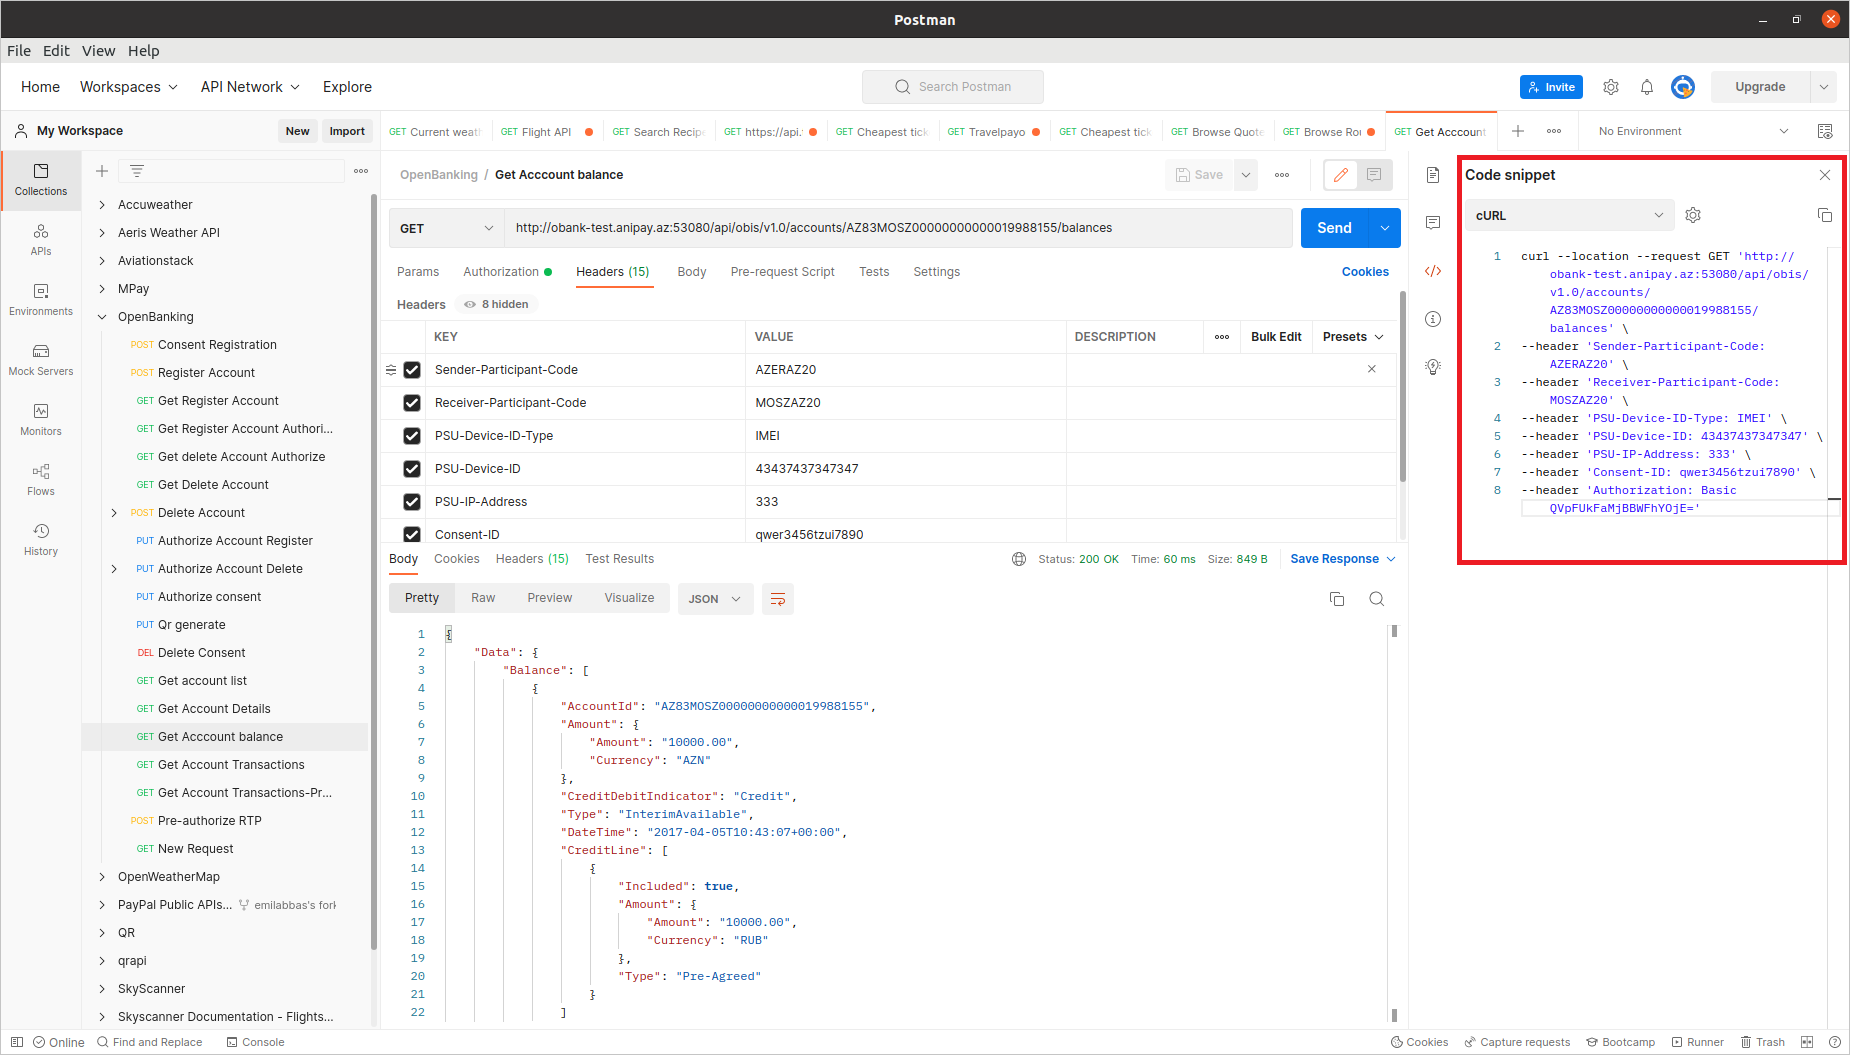 Postman
File Edit View Help
Home Workspaces API Network Explore Search Postman Invite Upgrade
My Workspace New Import
GET Current weath GET Flight API GET Search Recipe GET https://api. GET Cheapest tick GET Travelpayo GET Cheapest tick GET Browse Quote GET Browse Rou GET Get Acccount No Environment
Collections
APIs
Environments
Mock Servers
Monitors
Flows
History
Accuweather
Aeris Weather API
Aviationstack
MPay
OpenBanking
POST Consent Registration
POST Register Account
GET Get Register Account
GET Get Register Account Authori...
GET Get delete Account Authorize
GET Get Delete Account
POST Delete Account
PUT Authorize Account Register
PUT Authorize Account Delete
PUT Authorize consent
PUT Qr generate
DEL Delete Consent
GET Get account list
GET Get Account Details
GET Get Acccount balance
GET Get Account Transactions
GET Get Account Transactions-Pr...
POST Pre-authorize RTP
GET New Request
OpenWeatherMap
PayPal Public APIs... emilabbas's fork
QR
qrapi
SkyScanner
Skyscanner Documentation - Flights...
OpenBanking / Get Acccount balance Save
GET http://obank-test.anipay.az:53080/api/obis/v1.0/accounts/AZ83MOSZ00000000000019988155/balances Send
Params Authorization Headers (15) Body Pre-request Script Tests Settings Cookies
Headers 8 hidden
KEY VALUE DESCRIPTION Bulk Edit Presets
Sender-Participant-Code AZERAZ20
Receiver-Participant-Code MOSZAZ20
PSU-Device-ID-Type IMEI
PSU-Device-ID 43437437347347
PSU-IP-Address 333
Consent-ID qwer3456tzui7890
Body Cookies Headers (15) Test Results Status: 200 OK Time: 60 ms Size: 849 B Save Response
Pretty Raw Preview Visualize JSON
1 {
2 "Data": {
3 "Balance": [
4 {
5 "AccountId": "AZ83MOSZ00000000000019988155",
6 "Amount": {
7 "Amount": "10000.00",
8 "Currency": "AZN"
9 },
10 "CreditDebitIndicator": "Credit",
11 "Type": "InterimAvailable",
12 "DateTime": "2017-04-05T10:43:07+00:00",
13 "CreditLine": [
14 {
15 "Included": true,
16 "Amount": {
17 "Amount": "10000.00",
18 "Currency": "RUB"
19 },
20 "Type": "Pre-Agreed"
21 }
22 ]
Code snippet
cURL
1 curl --location --request GET 'http://
obank-test.anipay.az:53080/api/obis/
v1.0/accounts/
AZ83MOSZ00000000000019988155/
balances' \
2 --header 'Sender-Participant-Code:
AZERAZ20' \
3 --header 'Receiver-Participant-Code:
MOSZAZ20' \
4 --header 'PSU-Device-ID-Type: IMEI' \
5 --header 'PSU-Device-ID: 43437437347347' \
6 --header 'PSU-IP-Address: 333' \
7 --header 'Consent-ID: qwer3456tzui7890' \
8 --header 'Authorization: Basic
QVpFUkFaMjBBWFhYOjE='
Online Find and Replace Console Cookies Capture requests Bootcamp Runner Trash